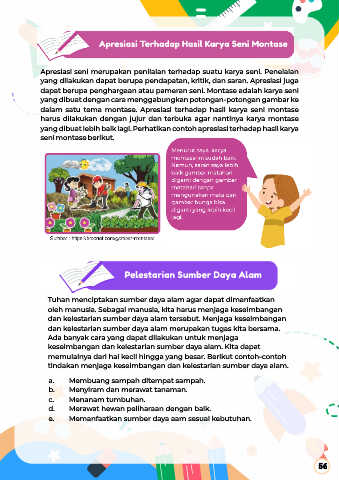 Apresiasi Terhadap Hasil Karya Seni Montase
Apresiasi seni merupakan penilaian terhadap suatu karya seni. Penelaian
yang dilakukan dapat berupa pendapatan, kritik, dan saran. Apresiasi juga
dapat berupa penghargaan atau pameran seni. Montase adalah karya seni
yang dibuat dengan cara menggabungkan potongan-potongan gambar ke
dalam satu tema montase. Apresiasi terhadap hasil karya seni montase
harus dilakukan dengan jujur dan terbuka agar nantinya karya montase
yang dibuat lebih baik lagi. Perhatikan contoh apresiasi terhadap hasil karya
seni montase berikut.
Menurut saya, karya
montase ini sudah baik.
Namun, saran saya lebih
baik gambar matahari
diganti dengan gambar
matahari tanpa
mengenakan mata dan
gambar bunga bisa
diganti yang lebih kecil
lagi.
Sumber :
Pelestarian Sumber Daya Alam
Tuhan menciptakan sumber daya alam agar dapat dimenfaatkan
oleh manusia. Sebagai manusia, kita harus menjaga keseimbangan
dan kelestarian sumber daya alam tersebut. Menjaga keseimbangan
dan kelestarian sumber daya alam merupakan tugas kita bersama.
Ada banyak cara yang dapat dilakukan untuk menjaga
keseimbangan dan kelestarian sumber daya alam. Kita dapat
memulainya dari hal kecil hingga yang besar. Berikut contoh-contoh
tindakan menjaga keseimbangan dan kelestarian sumber daya alam.
a. Membuang sampah ditempat sampah.
b. Menyiram dan merawat tanaman.
c. Menanam tumbuhan.
d. Merawat hewan peliharaan dengan baik.
e. Memanfaatkan sumber daya aam sesuai kebutuhan.
56